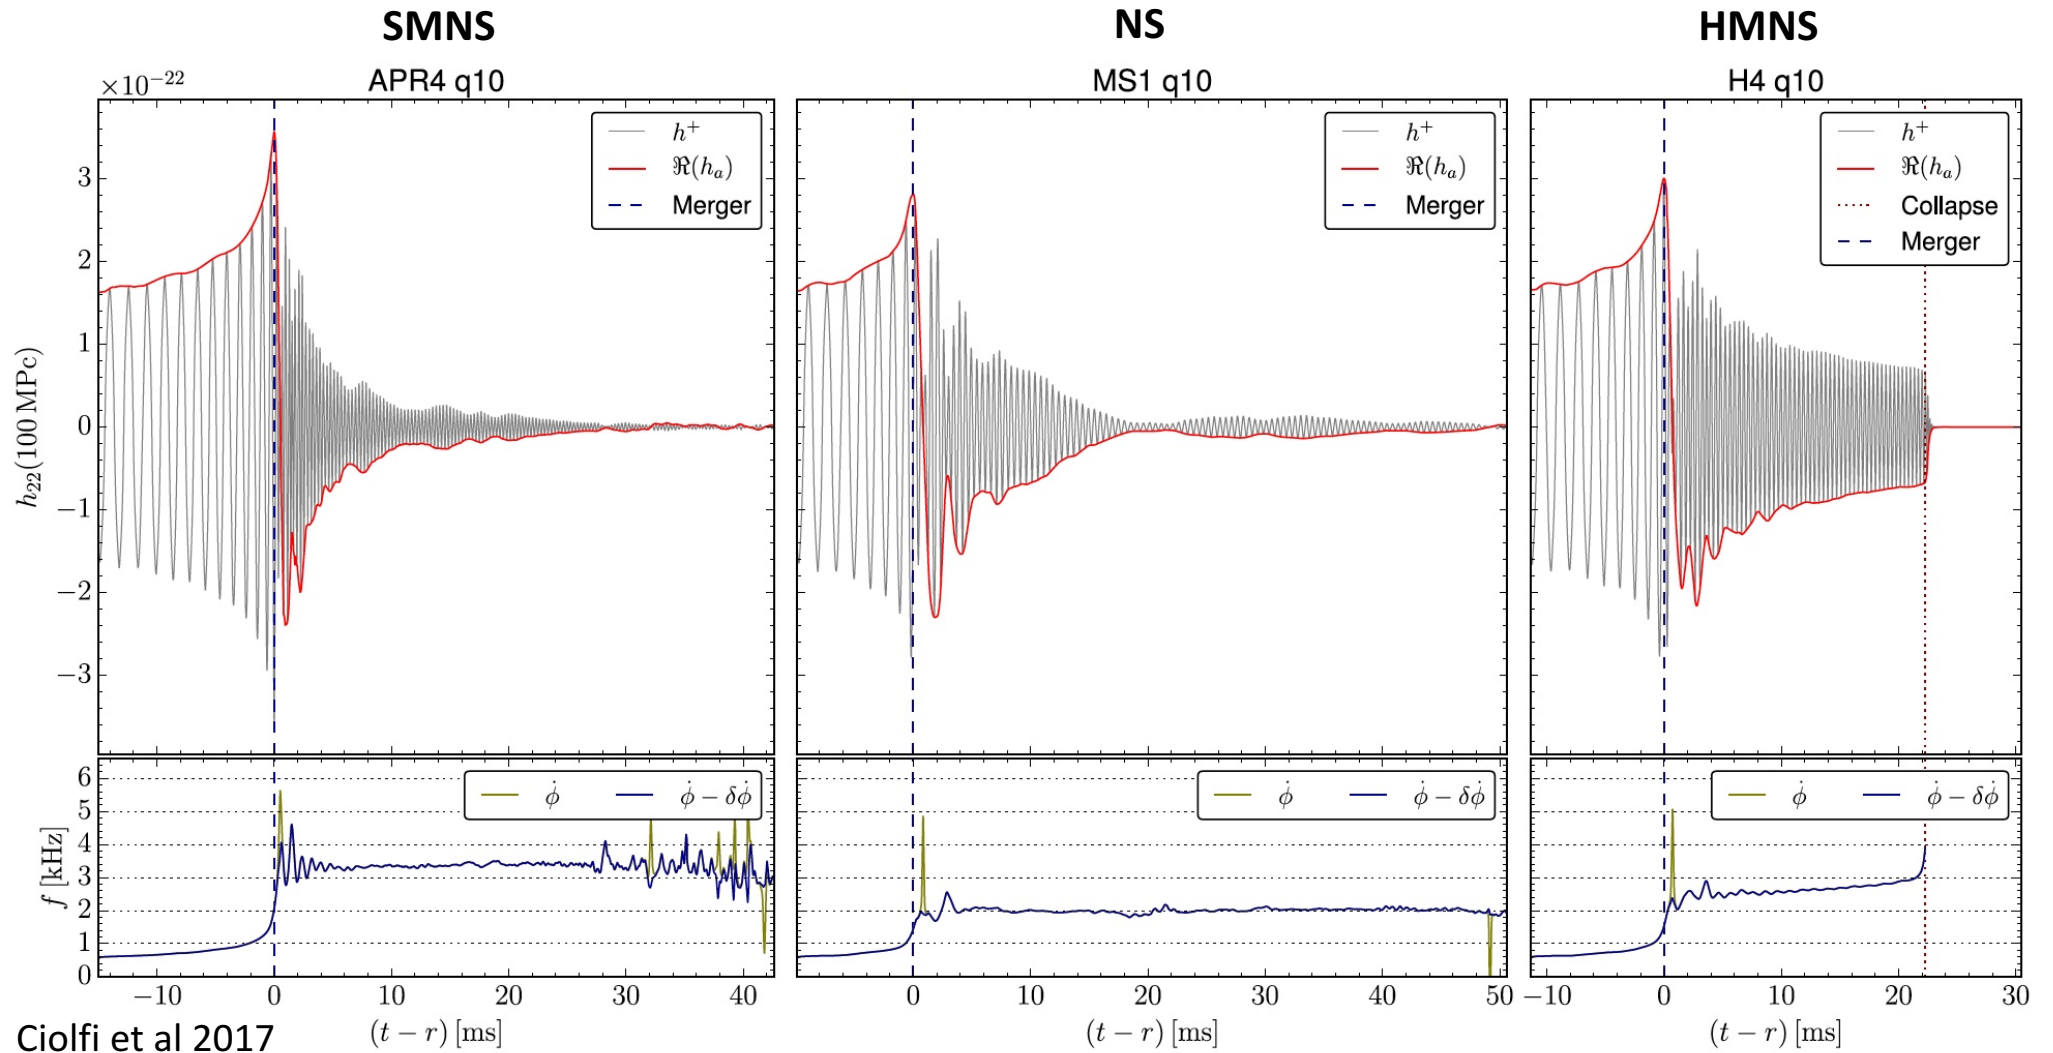 SMNS
NS
HMNS
×10⁻²²
APR4 q10
MS1 q10
H4 q10
h⁺
ℜ(hₐ)
Merger
h⁺
ℜ(hₐ)
Merger
h⁺
ℜ(hₐ)
Collapse
Merger
3
2
1
0
−1
−2
−3
h₂₂(100 MPc)
6
5
4
3
2
1
0
f [kHz]
φ̇
φ̇ − δφ̇
φ̇
φ̇ − δφ̇
φ̇
φ̇ − δφ̇
−10 0 10 20 30 40
0 10 20 30 40 50
−10 0 10 20 30
(t − r) [ms]
(t − r) [ms]
(t − r) [ms]
Ciolfi et al 2017